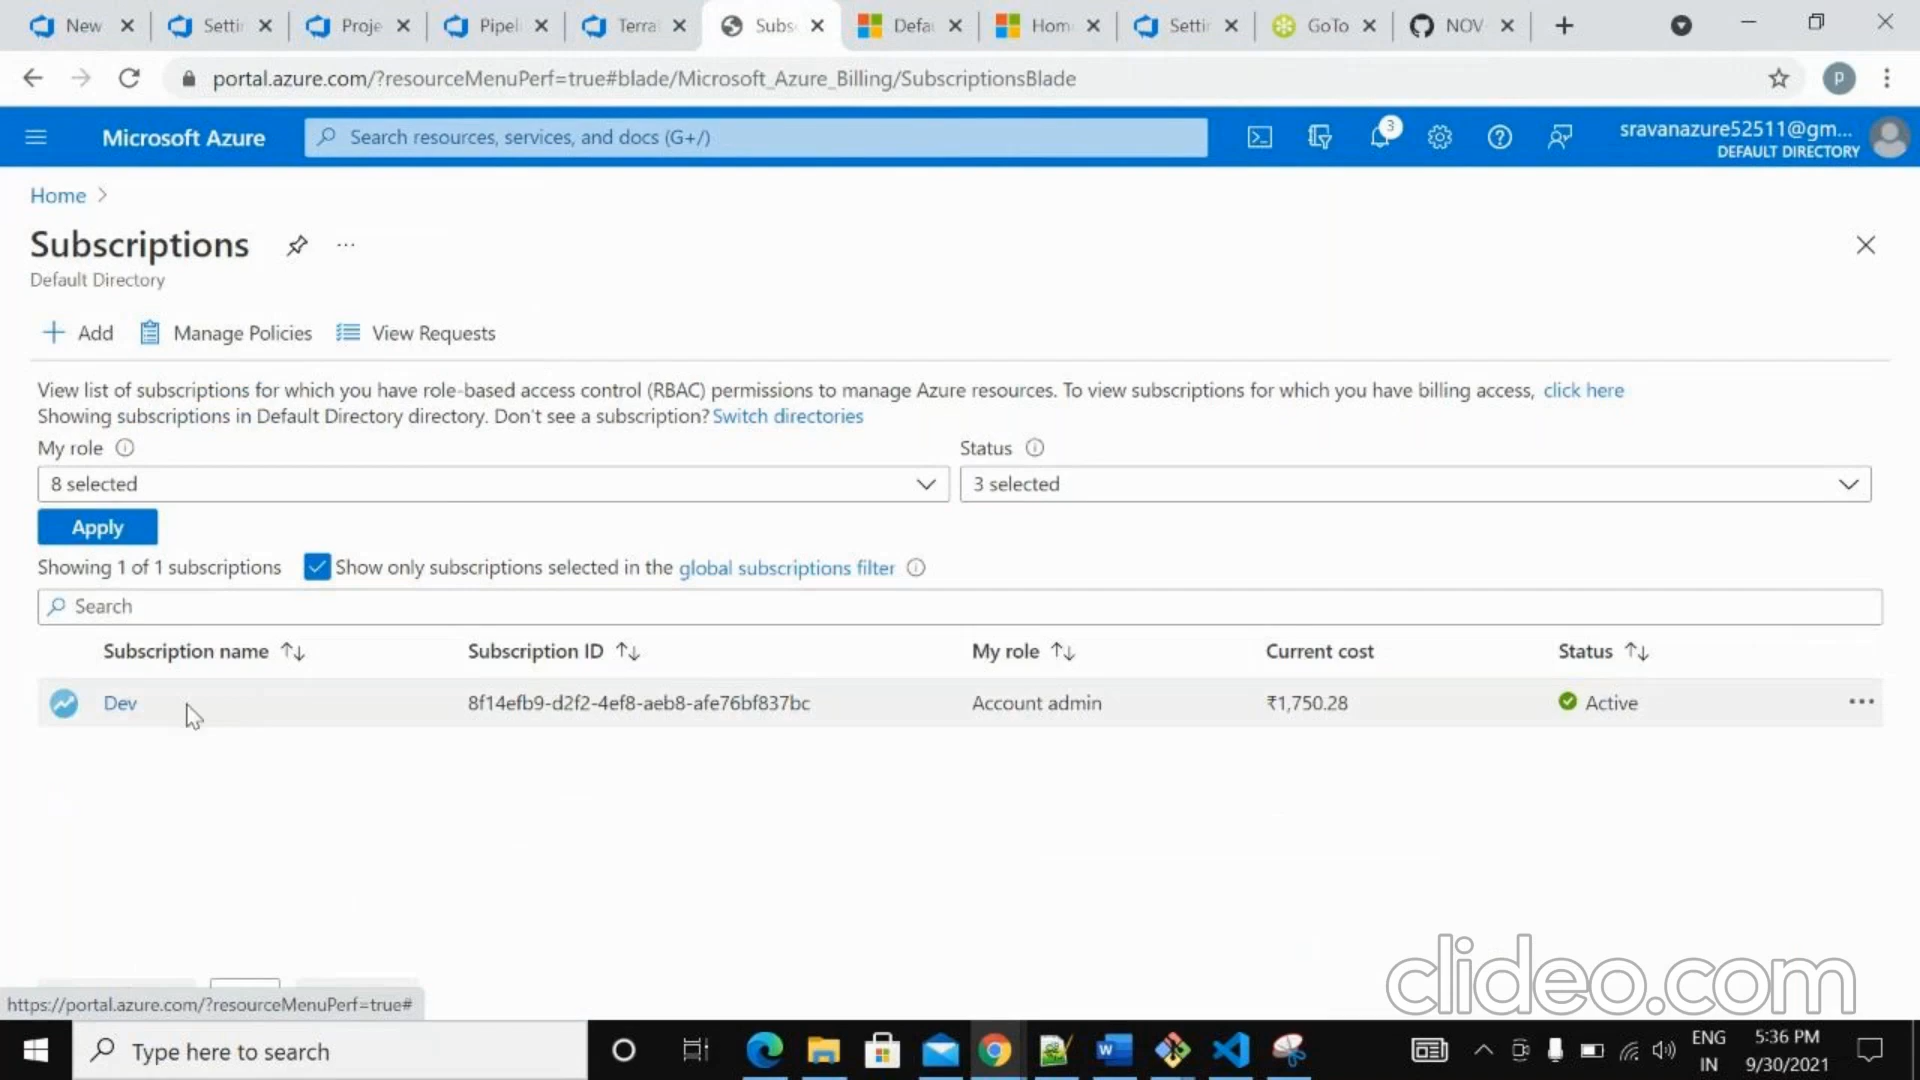 New
Settin
Proje
Pipeli
Terra
Subs
Defau
Hom
Settin
GoTo
NOV
portal.azure.com/?resourceMenuPerf=true#blade/Microsoft_Azure_Billing/SubscriptionsBlade
P
Microsoft Azure
Search resources, services, and docs (G+/)
3
sravanazure52511@gm...
DEFAULT DIRECTORY
Home >
Subscriptions
...
Default Directory
+ Add
Manage Policies
View Requests
View list of subscriptions for which you have role-based access control (RBAC) permissions to manage Azure resources. To view subscriptions for which you have billing access, click here
Showing subscriptions in Default Directory directory. Don't see a subscription? Switch directories
My role
Status
8 selected
3 selected
Apply
Showing 1 of 1 subscriptions
Show only subscriptions selected in the global subscriptions filter
Search
Subscription name ↑↓
Subscription ID ↑↓
My role ↑↓
Current cost
Status ↑↓
Dev
8f14efb9-d2f2-4ef8-aeb8-afe76bf837bc
Account admin
₹1,750.28
Active
...
clideo.com
https://portal.azure.com/?resourceMenuPerf=true#
Type here to search
ENG
IN
5:36 PM
9/30/2021